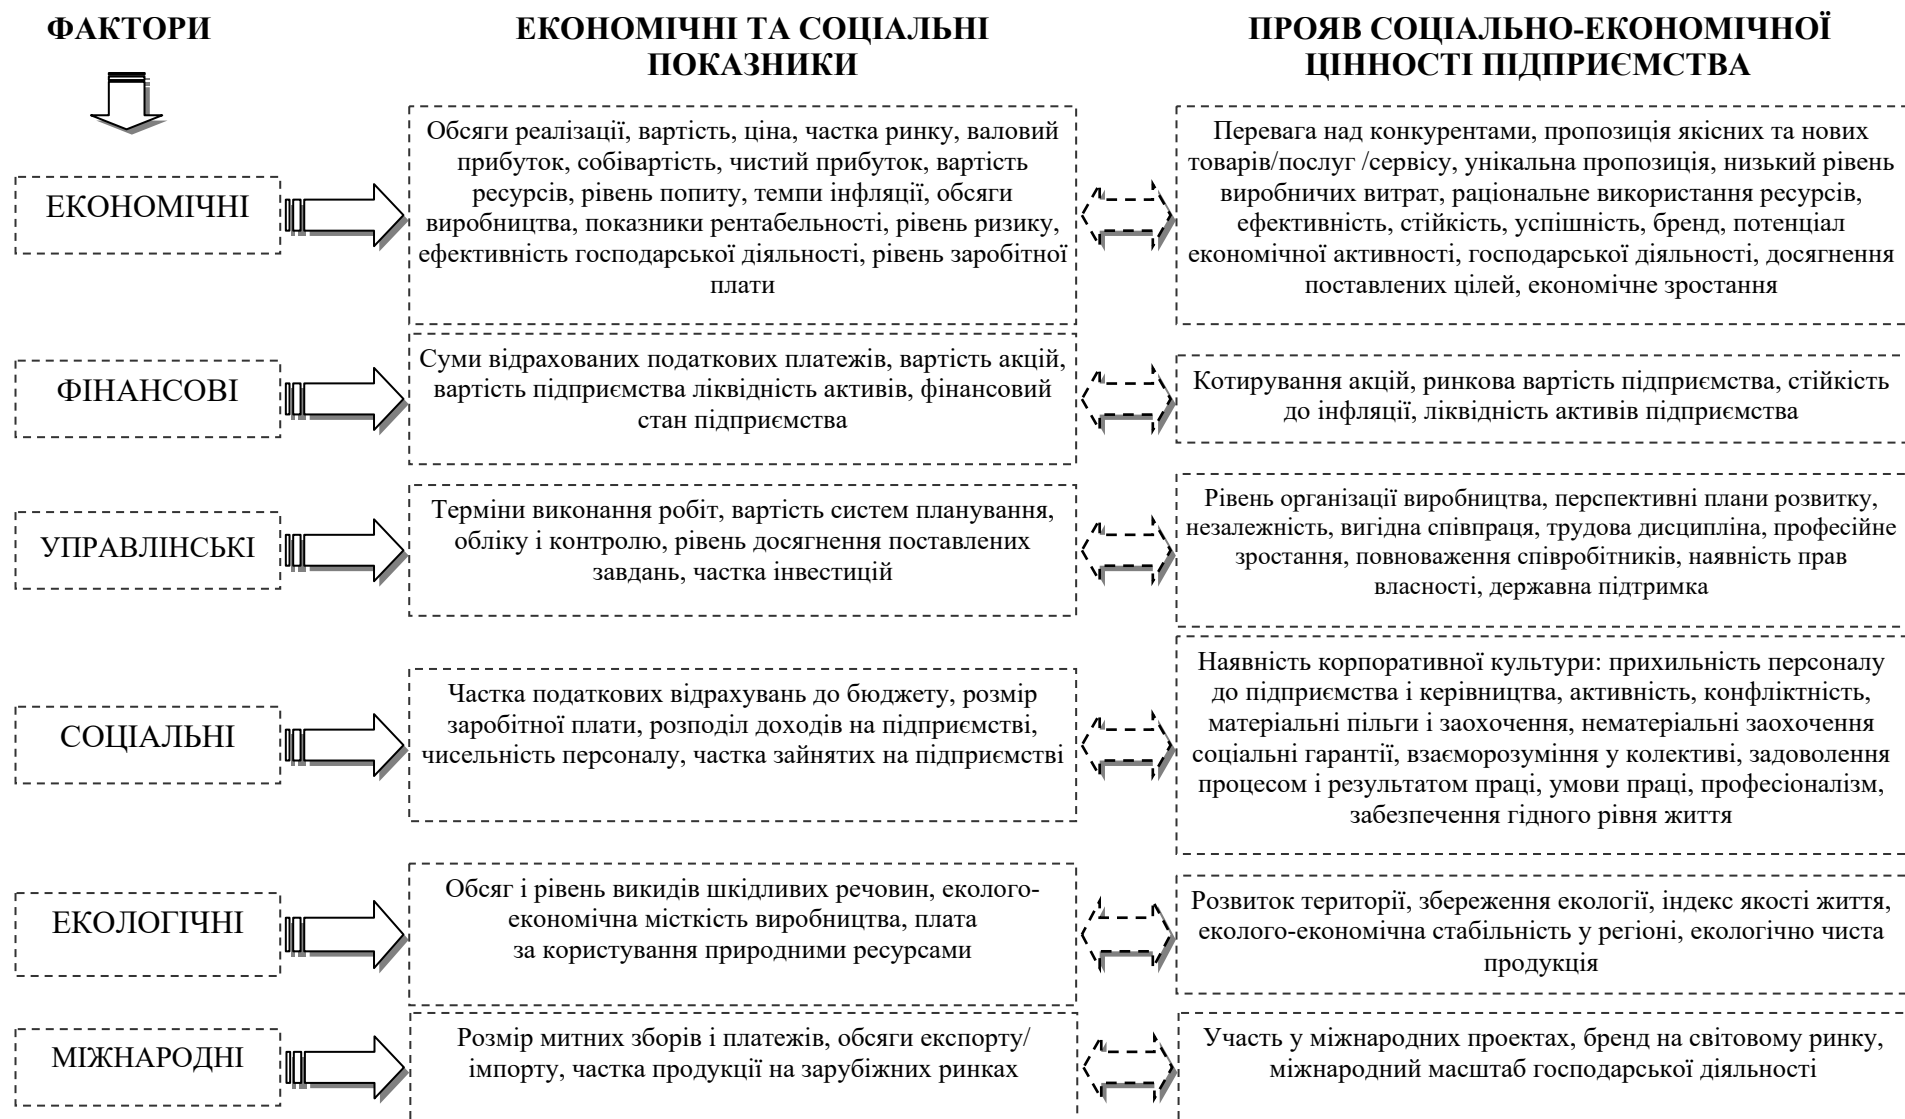 ФАКТОРИ
ЕКОНОМІЧНІ ТА СОЦІАЛЬНІ
ПОКАЗНИКИ
ПРОЯВ СОЦІАЛЬНО-ЕКОНОМІЧНОЇ
ЦІННОСТІ ПІДПРИЄМСТВА
ЕКОНОМІЧНІ
Обсяги реалізації, вартість, ціна, частка ринку, валовий
прибуток, собівартість, чистий прибуток, вартість
ресурсів, рівень попиту, темпи інфляції, обсяги
виробництва, показники рентабельності, рівень ризику,
ефективність господарської діяльності, рівень заробітної
плати
Перевага над конкурентами, пропозиція якісних та нових
товарів/послуг /сервісу, унікальна пропозиція, низький рівень
виробничих витрат, раціональне використання ресурсів,
ефективність, стійкість, успішність, бренд, потенціал
економічної активності, господарської діяльності, досягнення
поставлених цілей, економічне зростання
ФІНАНСОВІ
Суми відрахованих податкових платежів, вартість акцій,
вартість підприємства ліквідність активів, фінансовий
стан підприємства
Котирування акцій, ринкова вартість підприємства, стійкість
до інфляції, ліквідність активів підприємства
УПРАВЛІНСЬКІ
Терміни виконання робіт, вартість систем планування,
обліку і контролю, рівень досягнення поставлених
завдань, частка інвестицій
Рівень організації виробництва, перспективні плани розвитку,
незалежність, вигідна співпраця, трудова дисципліна, професійне
зростання, повноваження співробітників, наявність прав
власності, державна підтримка
СОЦІАЛЬНІ
Частка податкових відрахувань до бюджету, розмір
заробітної плати, розподіл доходів на підприємстві,
чисельність персоналу, частка зайнятих на підприємстві
Наявність корпоративної культури: прихильність персоналу
до підприємства і керівництва, активність, конфліктність,
матеріальні пільги і заохочення, нематеріальні заохочення
соціальні гарантії, взаєморозуміння у колективі, задоволення
процесом і результатом праці, умови праці, професіоналізм,
забезпечення гідного рівня життя
ЕКОЛОГІЧНІ
Обсяг і рівень викидів шкідливих речовин, еколого-
економічна місткість виробництва, плата
за користування природними ресурсами
Розвиток території, збереження екології, індекс якості життя,
еколого-економічна стабільність у регіоні, екологічно чиста
продукція
МІЖНАРОДНІ
Розмір митних зборів і платежів, обсяги експорту/
імпорту, частка продукції на зарубіжних ринках
Участь у міжнародних проектах, бренд на світовому ринку,
міжнародний масштаб господарської діяльності